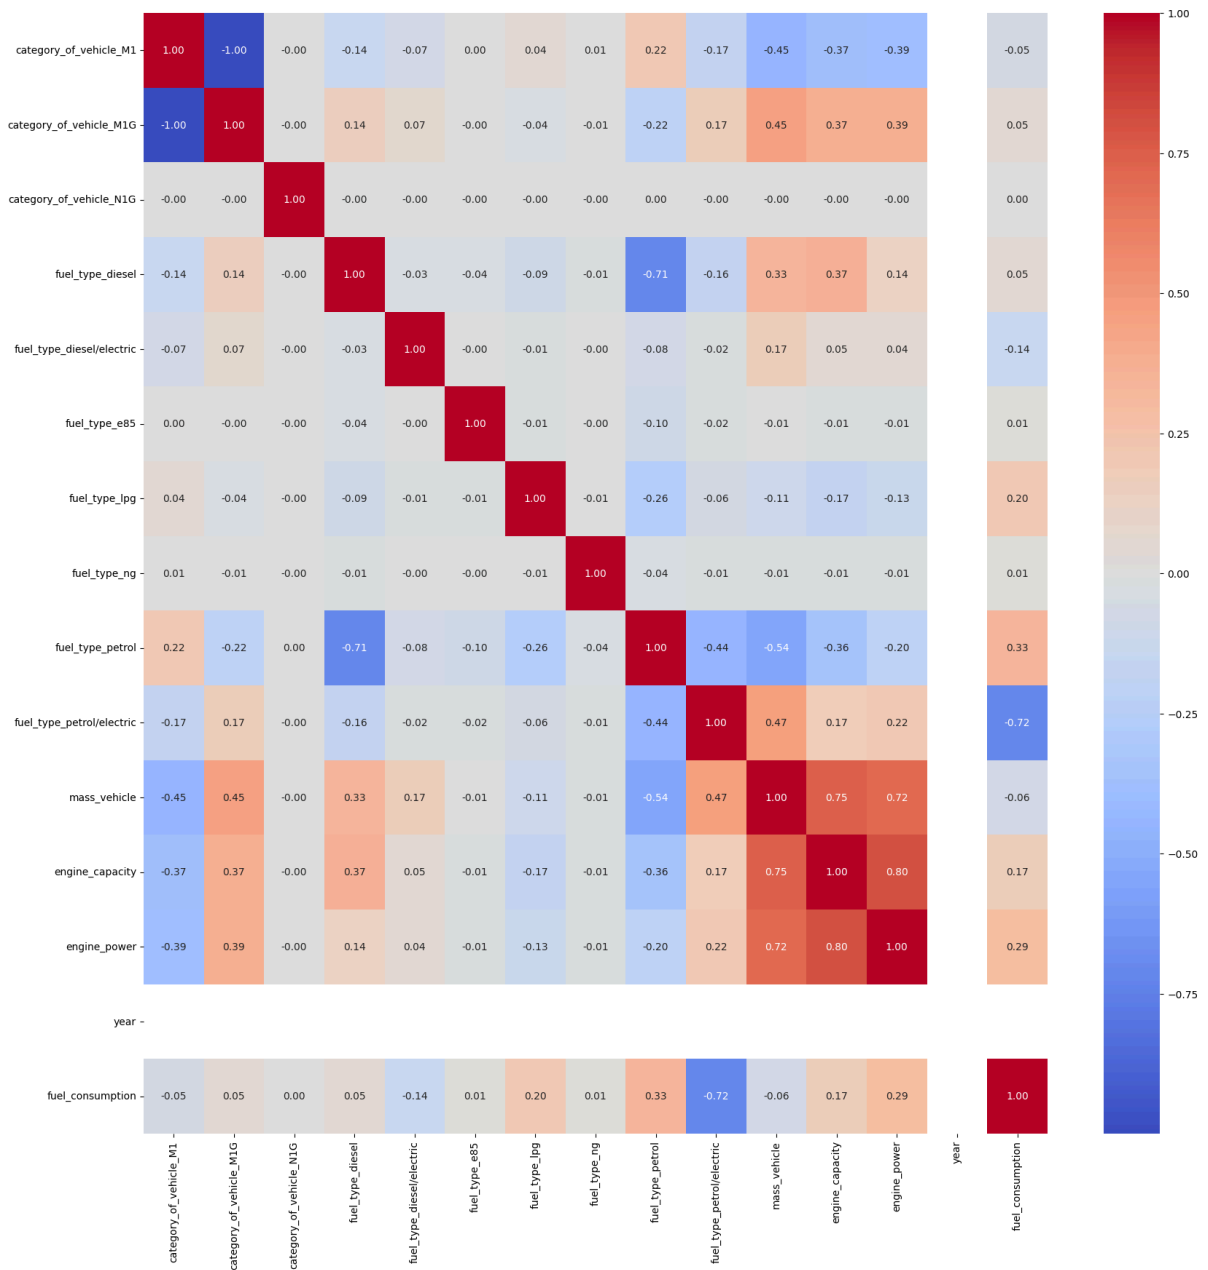 category_of_vehicle_M1 1.00 -1.00 -0.00 -0.14 -0.07 0.00 0.04 0.01 0.22 -0.17 -0.45 -0.37 -0.39 -0.05
category_of_vehicle_M1G -1.00 1.00 -0.00 0.14 0.07 -0.00 -0.04 -0.01 -0.22 0.17 0.45 0.37 0.39 0.05
category_of_vehicle_N1G -0.00 -0.00 1.00 -0.00 -0.00 -0.00 -0.00 -0.00 0.00 -0.00 -0.00 -0.00 -0.00 0.00
fuel_type_diesel -0.14 0.14 -0.00 1.00 -0.03 -0.04 -0.09 -0.01 -0.71 -0.16 0.33 0.37 0.14 0.05
fuel_type_diesel/electric -0.07 0.07 -0.00 -0.03 1.00 -0.00 -0.01 -0.00 -0.08 -0.02 0.17 0.05 0.04 -0.14
fuel_type_e85 0.00 -0.00 -0.00 -0.04 -0.00 1.00 -0.01 -0.00 -0.10 -0.02 -0.01 -0.01 -0.01 0.01
fuel_type_lpg 0.04 -0.04 -0.00 -0.09 -0.01 -0.01 1.00 -0.01 -0.26 -0.06 -0.11 -0.17 -0.13 0.20
fuel_type_ng 0.01 -0.01 -0.00 -0.01 -0.00 -0.00 -0.01 1.00 -0.04 -0.01 -0.01 -0.01 -0.01 0.01
fuel_type_petrol 0.22 -0.22 0.00 -0.71 -0.08 -0.10 -0.26 -0.04 1.00 -0.44 -0.54 -0.36 -0.20 0.33
fuel_type_petrol/electric -0.17 0.17 -0.00 -0.16 -0.02 -0.02 -0.06 -0.01 -0.44 1.00 0.47 0.17 0.22 -0.72
mass_vehicle -0.45 0.45 -0.00 0.33 0.17 -0.01 -0.11 -0.01 -0.54 0.47 1.00 0.75 0.72 -0.06
engine_capacity -0.37 0.37 -0.00 0.37 0.05 -0.01 -0.17 -0.01 -0.36 0.17 0.75 1.00 0.80 0.17
engine_power -0.39 0.39 -0.00 0.14 0.04 -0.01 -0.13 -0.01 -0.20 0.22 0.72 0.80 1.00 0.29
year
fuel_consumption -0.05 0.05 0.00 0.05 -0.14 0.01 0.20 0.01 0.33 -0.72 -0.06 0.17 0.29 1.00
category_of_vehicle_M1
category_of_vehicle_M1G
category_of_vehicle_N1G
fuel_type_diesel
fuel_type_diesel/electric
fuel_type_e85
fuel_type_lpg
fuel_type_ng
fuel_type_petrol
fuel_type_petrol/electric
mass_vehicle
engine_capacity
engine_power
year
fuel_consumption
1.00
0.75
0.50
0.25
0.00
−0.25
−0.50
−0.75